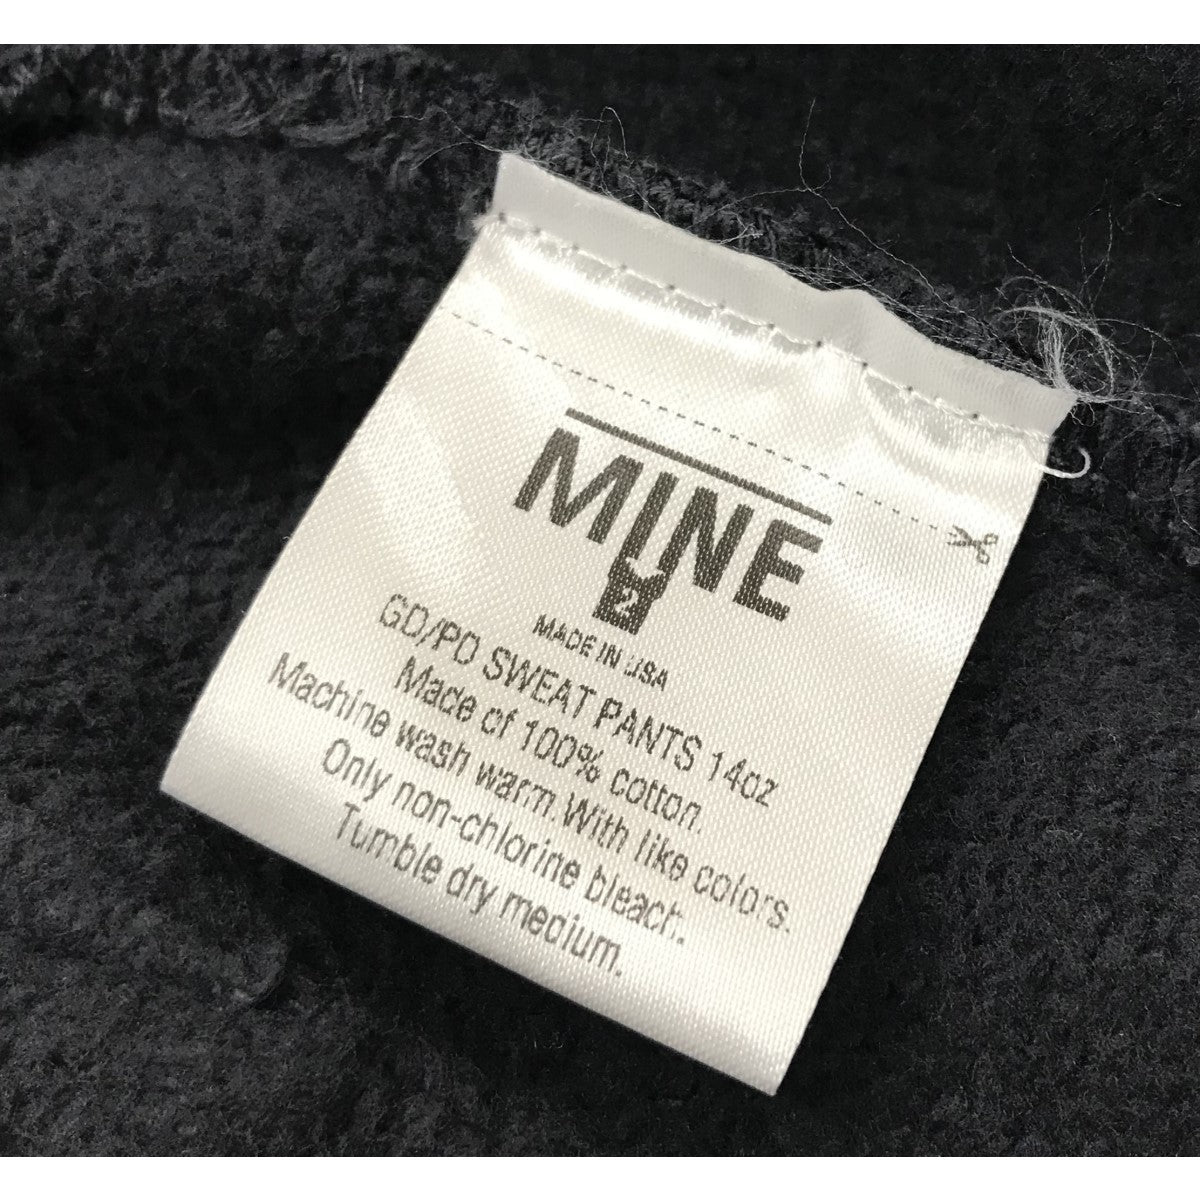 MINE
2
MADE IN USA
GD/PD SWEAT PANTS 14oz
Made of 100% cotton.
Machine wash warm.With like colors.
Only non-chlorine bleach.
Tumble dry medium.